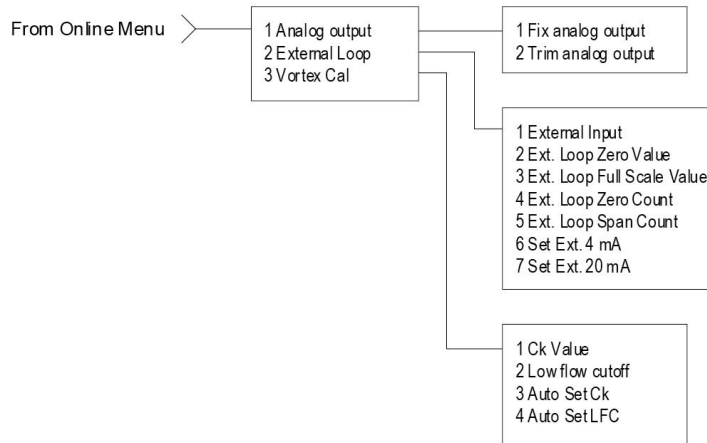 From Online Menu
1 Analog output
2 External Loop
3 Vortex Cal
1 Fix analog output
2 Trim analog output
1 External Input
2 Ext. Loop Zero Value
3 Ext. Loop Full Scale Value
4 Ext. Loop Zero Count
5 Ext. Loop Span Count
6 Set Ext. 4 mA
7 Set Ext. 20 mA
1 Ck Value
2 Low flow cutoff
3 Auto Set Ck
4 Auto Set LFC